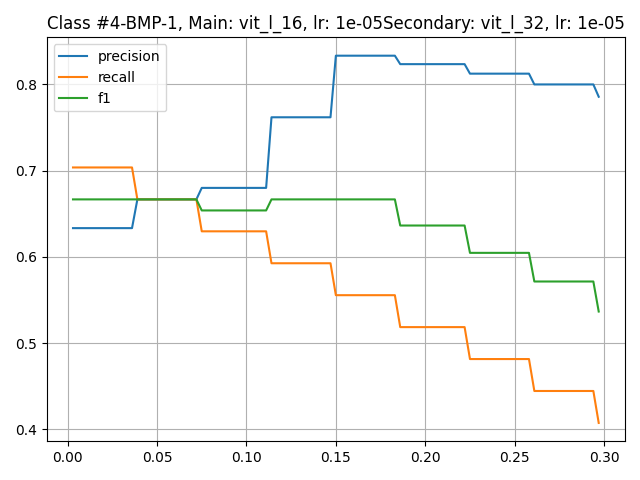 Class #4-BMP-1, Main: vit_l_16, lr: 1e-05Secondary: vit_l_32, lr: 1e-05
precision
recall
f1
0.8
0.7
0.6
0.5
0.4
0.00 0.05 0.10 0.15 0.20 0.25 0.30